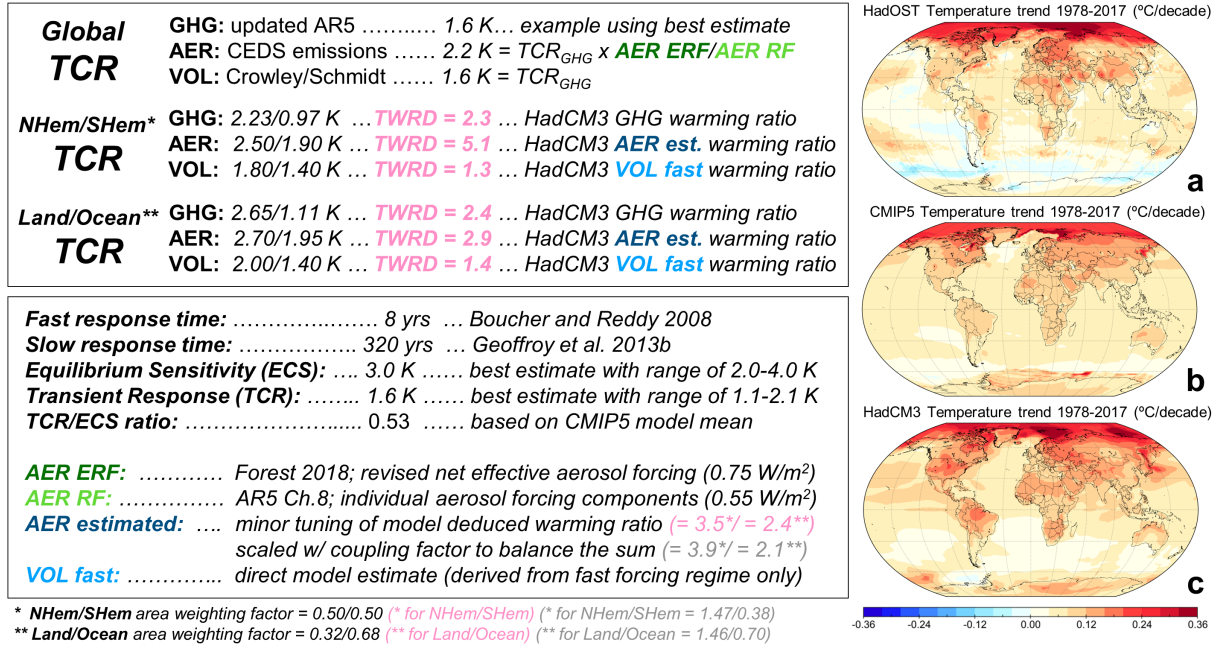 Global
TCR
GHG: updated AR5 ……..… 1.6 K… example using best estimate
AER: CEDS emissions …… 2.2 K = TCR_GHG x AER ERF/AER RF
VOL: Crowley/Schmidt …… 1.6 K = TCR_GHG
NHem/SHem*
TCR
GHG: 2.23/0.97 K … TWRD = 2.3 … HadCM3 GHG warming ratio
AER: 2.50/1.90 K … TWRD = 5.1 … HadCM3 AER est. warming ratio
VOL: 1.80/1.40 K … TWRD = 1.3 … HadCM3 VOL fast warming ratio
Land/Ocean**
TCR
GHG: 2.65/1.11 K … TWRD = 2.4 … HadCM3 GHG warming ratio
AER: 2.70/1.95 K … TWRD = 2.9 … HadCM3 AER est. warming ratio
VOL: 2.00/1.40 K … TWRD = 1.4 … HadCM3 VOL fast warming ratio
Fast response time: …………..……. 8 yrs … Boucher and Reddy 2008
Slow response time: …………….. 320 yrs … Geoffroy et al. 2013b
Equilibrium Sensitivity (ECS): …. 3.0 K …… best estimate with range of 2.0-4.0 K
Transient Response (TCR): …….. 1.6 K …… best estimate with range of 1.1-2.1 K
TCR/ECS ratio: …………………...... 0.53 …… based on CMIP5 model mean
AER ERF: ………… Forest 2018; revised net effective aerosol forcing (0.75 W/m²)
AER RF: …………… AR5 Ch.8; individual aerosol forcing components (0.55 W/m²)
AER estimated: …. minor tuning of model deduced warming ratio (= 3.5*/ = 2.4**)
scaled w/ coupling factor to balance the sum (= 3.9*/ = 2.1**)
VOL fast: ………….. direct model estimate (derived from fast forcing regime only)
* NHem/SHem area weighting factor = 0.50/0.50 (* for NHem/SHem) (* for NHem/SHem = 1.47/0.38)
** Land/Ocean area weighting factor = 0.32/0.68 (** for Land/Ocean) (** for Land/Ocean = 1.46/0.70)
HadOST Temperature trend 1978-2017 (ºC/decade)
a
CMIP5 Temperature trend 1978-2017 (ºC/decade)
b
HadCM3 Temperature trend 1978-2017 (ºC/decade)
c
-0.36 -0.24 -0.12 0.00 0.12 0.24 0.36